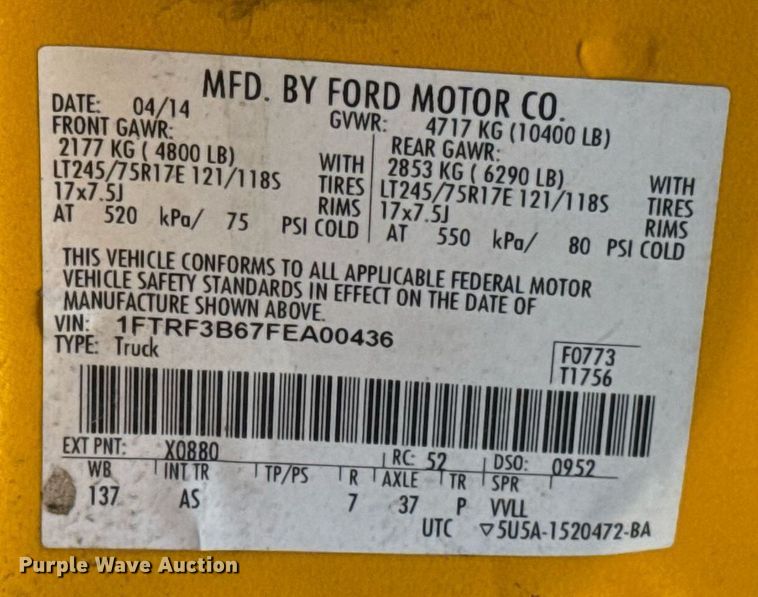 MFD. BY FORD MOTOR CO.
DATE: 04/14 GVWR: 4717 KG (10400 LB)
FRONT GAWR: REAR GAWR:
2177 KG ( 4800 LB) WITH 2853 KG ( 6290 LB) WITH
LT245/75R17E 121/118S TIRES LT245/75R17E 121/118S TIRES
17x7.5J RIMS 17x7.5J RIMS
AT 520 kPa/ 75 PSI COLD AT 550 kPa/ 80 PSI COLD
THIS VEHICLE CONFORMS TO ALL APPLICABLE FEDERAL MOTOR
VEHICLE SAFETY STANDARDS IN EFFECT ON THE DATE OF
MANUFACTURE SHOWN ABOVE.
VIN: 1FTRF3B67FEA00436
TYPE: Truck F0773
T1756
EXT PNT: X0880 RC: 52 DSO: 0952
WB INT TR TP/PS R AXLE TR SPR
137 AS 7 37 P VVLL
UTC ▽5U5A-1520472-BA
Purple Wave Auction